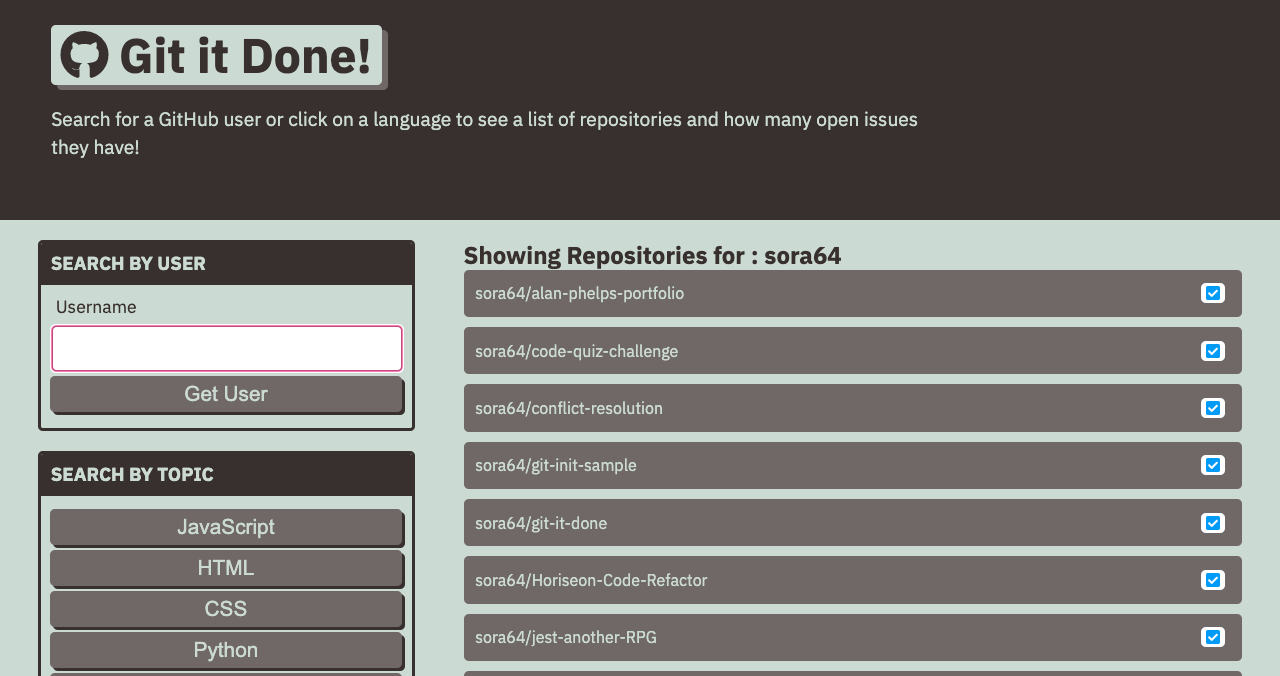 Git it Done!
Search for a GitHub user or click on a language to see a list of repositories and how many open issues
they have!
SEARCH BY USER
Username
Get User
SEARCH BY TOPIC
JavaScript
HTML
CSS
Python
Showing Repositories for : sora64
sora64/alan-phelps-portfolio
sora64/code-quiz-challenge
sora64/conflict-resolution
sora64/git-init-sample
sora64/git-it-done
sora64/Horiseon-Code-Refactor
sora64/jest-another-RPG